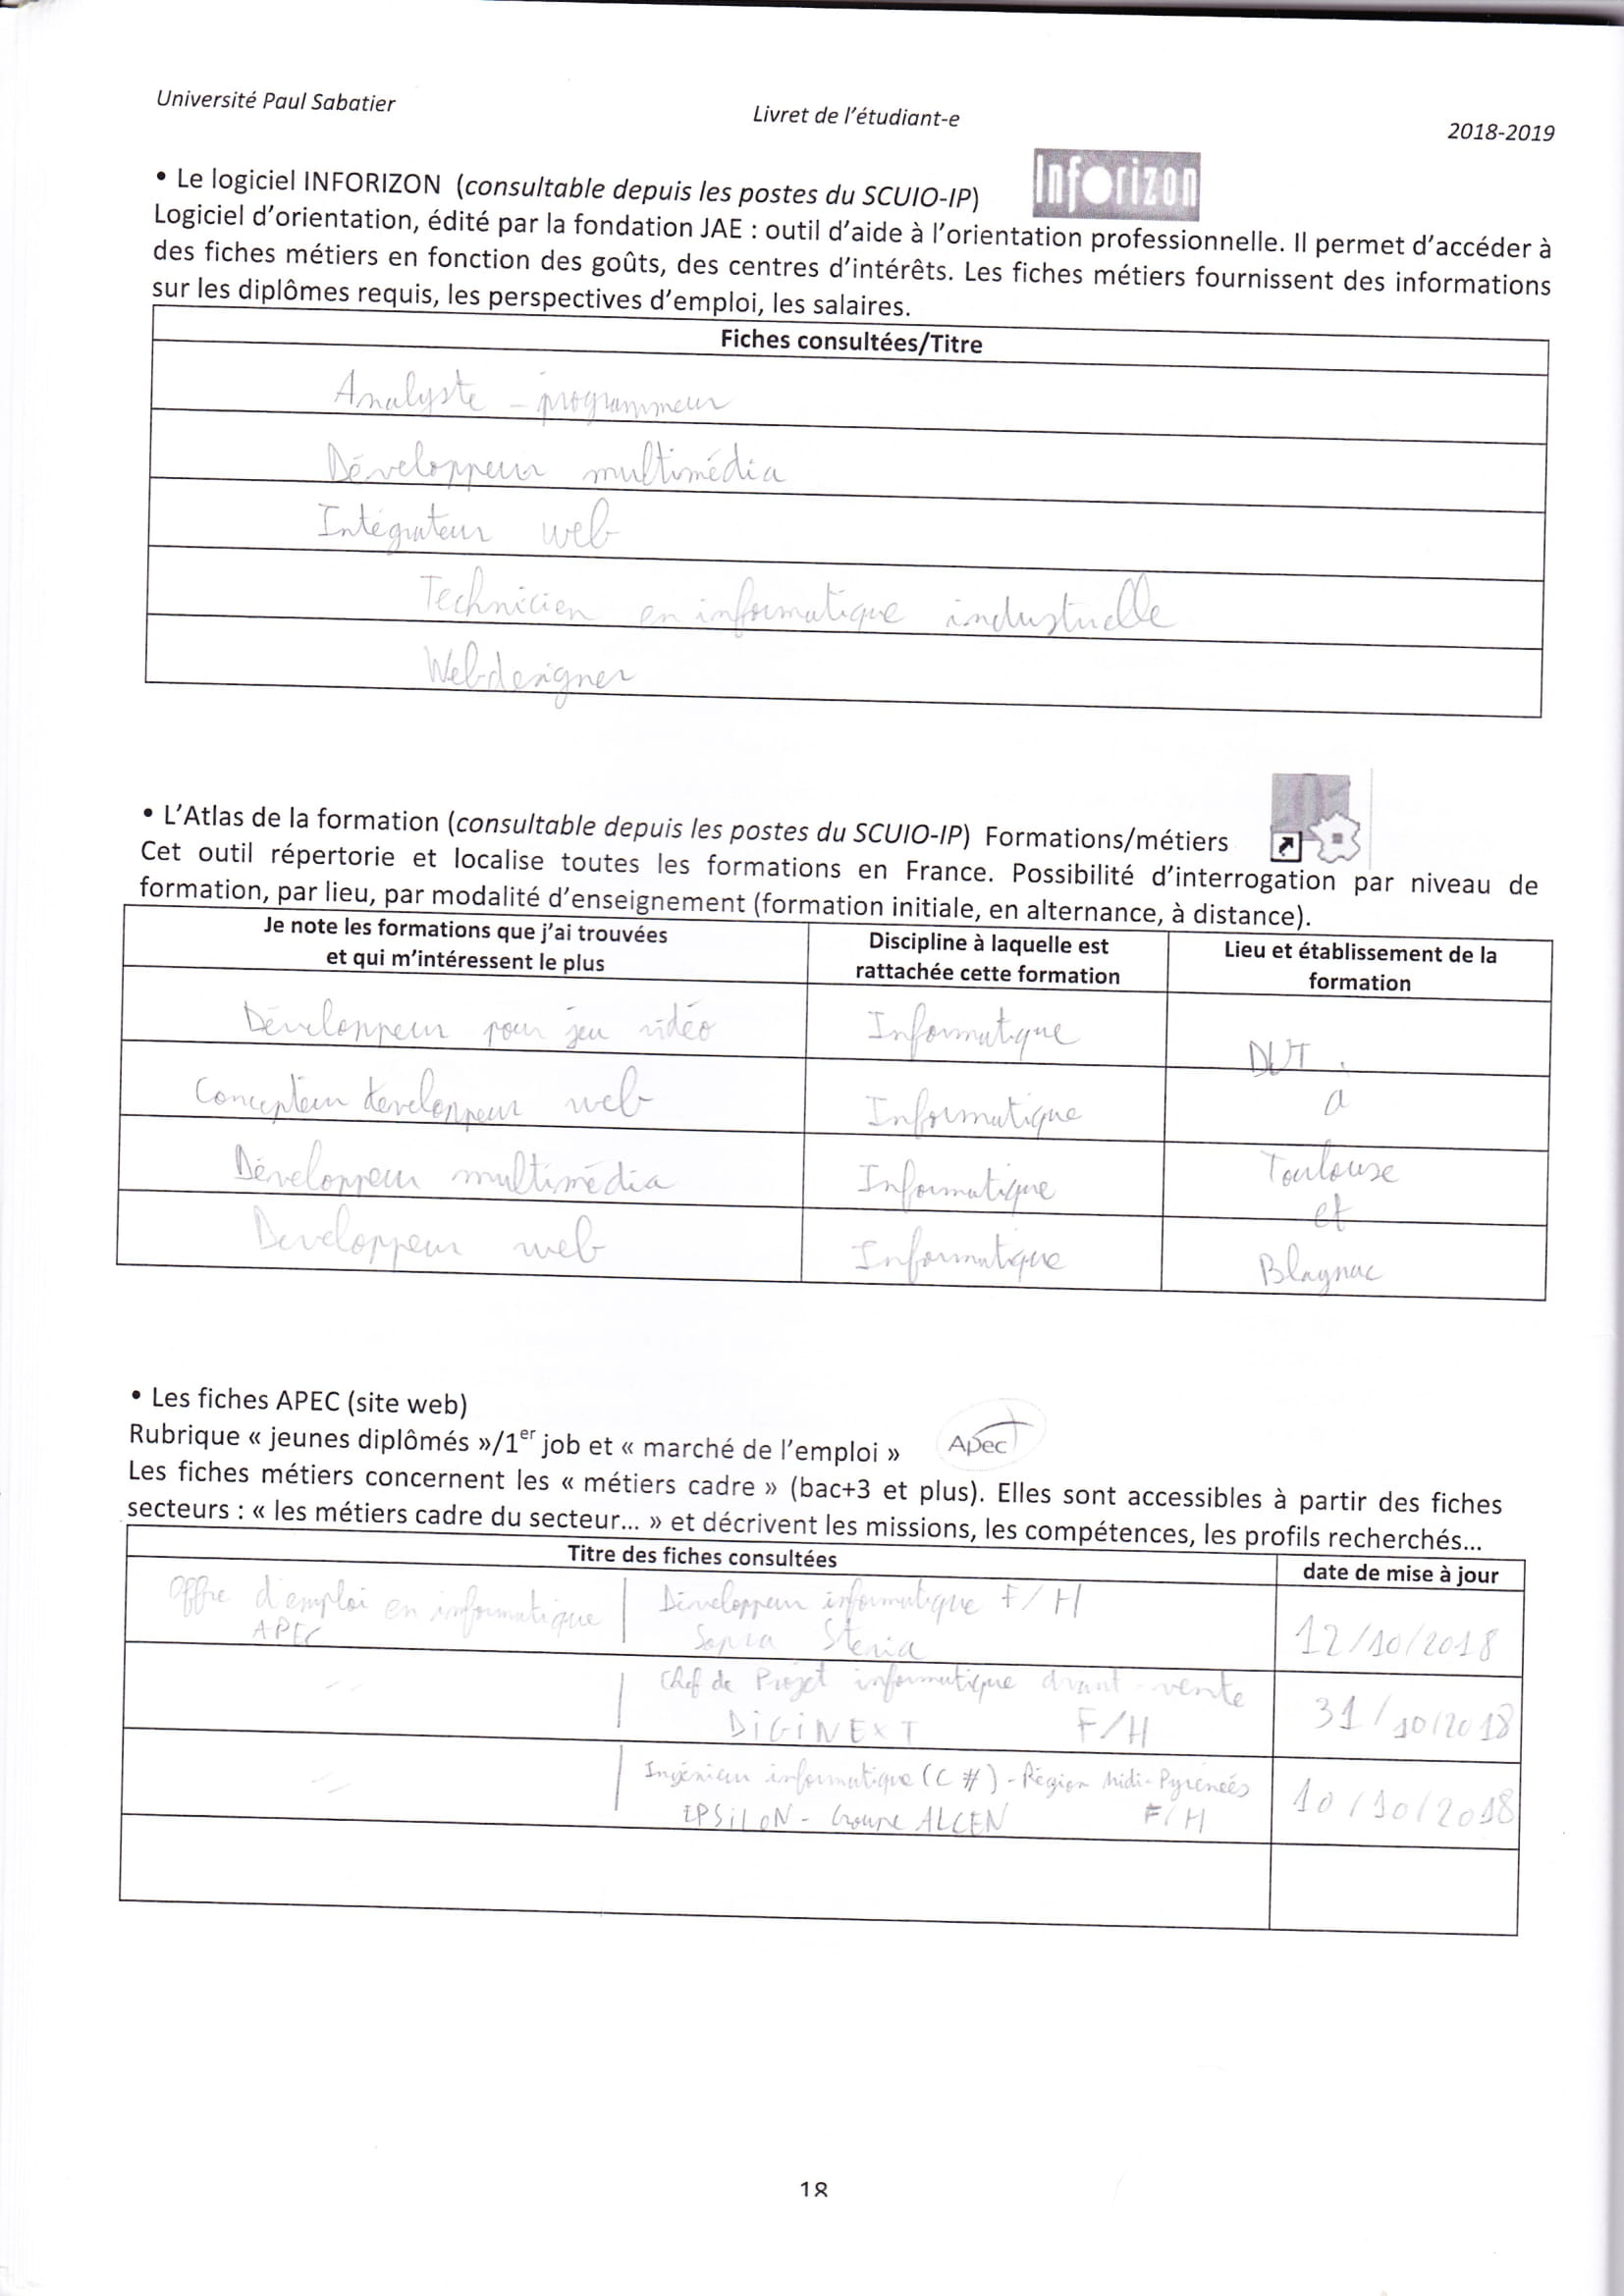 Université Paul Sabatier
Livret de l'étudiant-e
2018-2019
• Le logiciel INFORIZON (consultable depuis les postes du SCUIO-IP)
Inforizon
Logiciel d'orientation, édité par la fondation JAE : outil d'aide à l'orientation professionnelle. Il permet d'accéder à
des fiches métiers en fonction des goûts, des centres d'intérêts. Les fiches métiers fournissent des informations
sur les diplômes requis, les perspectives d'emploi, les salaires.
Fiches consultées/Titre
Analyste - programmeur
Développeur multimédia
Intégrateur web
Technicien en informatique industrielle
Webdesigner
• L'Atlas de la formation (consultable depuis les postes du SCUIO-IP) Formations/métiers
Cet outil répertorie et localise toutes les formations en France. Possibilité d'interrogation par niveau de
formation, par lieu, par modalité d'enseignement (formation initiale, en alternance, à distance).
Je note les formations que j'ai trouvées
et qui m'intéressent le plus
Discipline à laquelle est
rattachée cette formation
Lieu et établissement de la
formation
Développeur pour jeu vidéo Informatique DUT
Concepteur développeur web Informatique à
Développeur multimédia Informatique Toulouse
et
Developpeur web Informatique Blagnac
• Les fiches APEC (site web)
Rubrique « jeunes diplômés »/1er job et « marché de l'emploi »
Apec
Les fiches métiers concernent les « métiers cadre » (bac+3 et plus). Elles sont accessibles à partir des fiches
secteurs : « les métiers cadre du secteur... » et décrivent les missions, les compétences, les profils recherchés...
Titre des fiches consultées
date de mise à jour
Offre d'emploi en informatique
APEC
Développeur informatique F/H
Sopra Steria
12/10/2018
Chef de Projet informatique avant-vente
DIGINEXT F/H
31/10/2018
Ingénieur informatique (C #) - Région Midi-Pyrénées
EPSILON - Groupe ALCEN F/H
10/10/2018
18